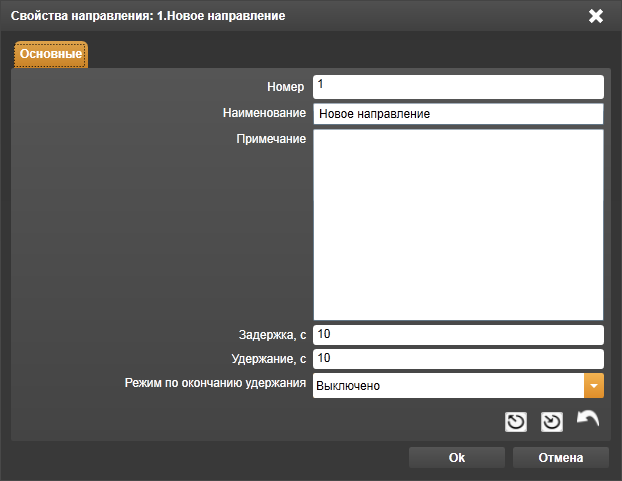 Свойства направления: 1.Новое направление
Основные
Номер 1
Наименование Новое направление
Примечание
Задержка, с 10
Удержание, с 10
Режим по окончанию удержания Выключено
Ok Отмена